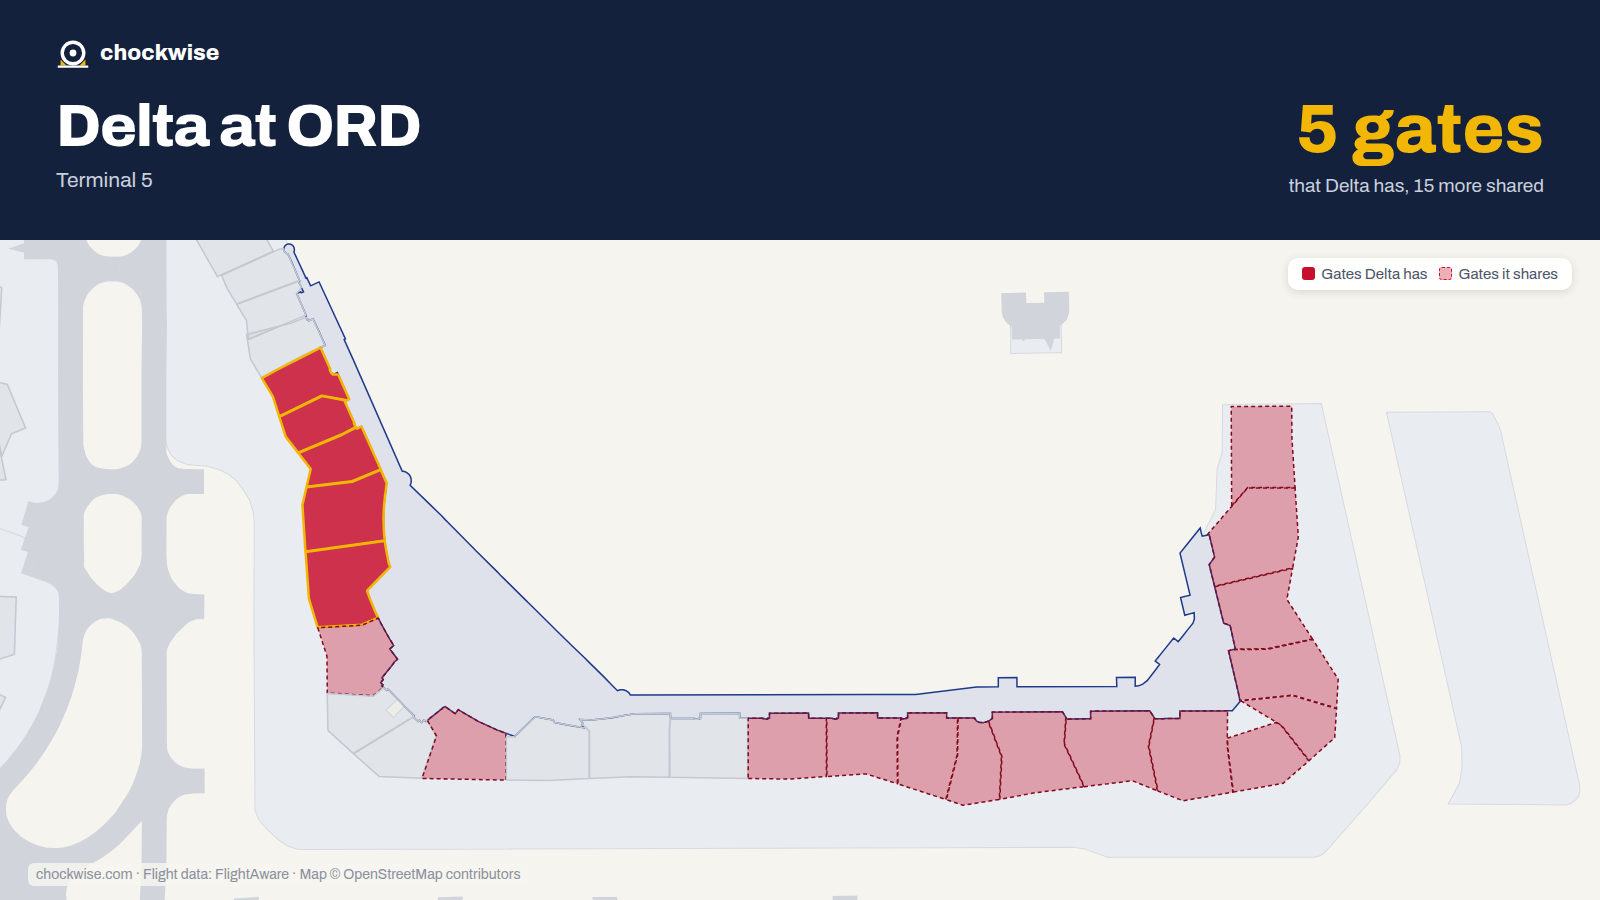 chockwise
Delta at ORD
Terminal 5
5 gates
that Delta has, 15 more shared
Gates Delta has
Gates it shares
chockwise.com · Flight data: FlightAware · Map © OpenStreetMap contributors